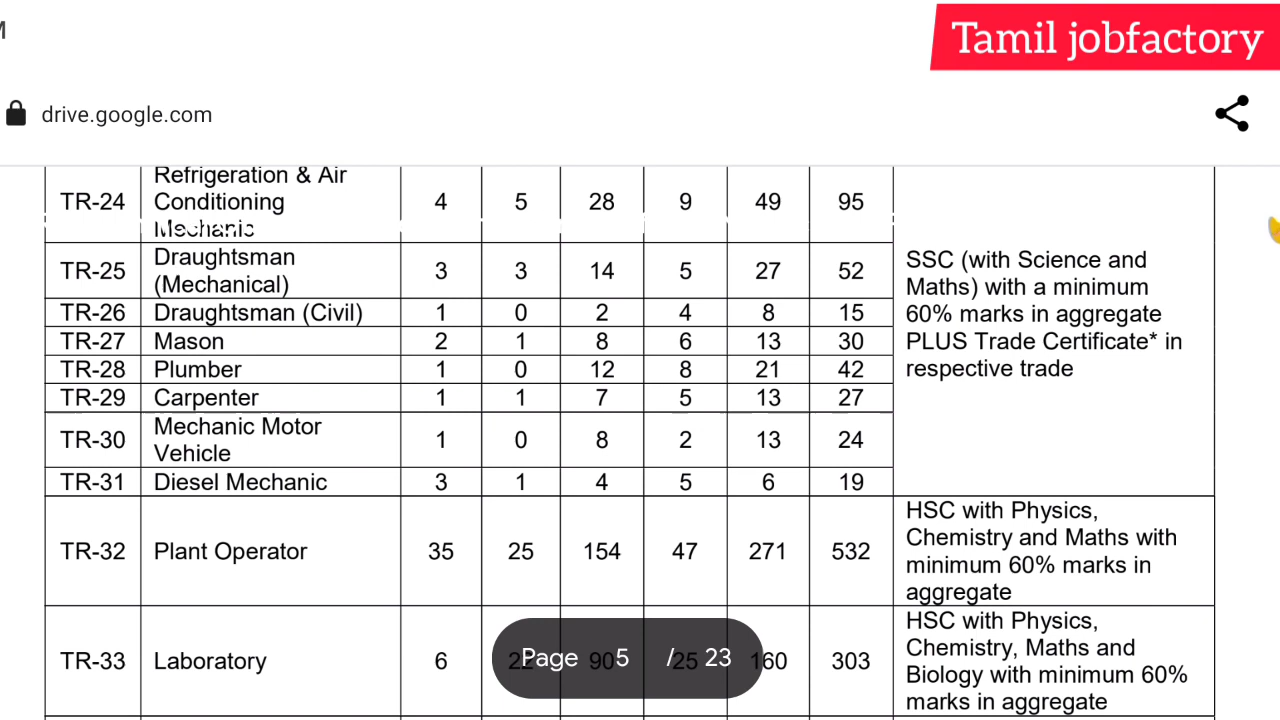 M
Tamil jobfactory
drive.google.com
Refrigeration & Air
TR-24 Conditioning 4 5 28 9 49 95
Mechanic
TR-25 Draughtsman (Mechanical) 3 3 14 5 27 52
TR-26 Draughtsman (Civil) 1 0 2 4 8 15
TR-27 Mason 2 1 8 6 13 30
TR-28 Plumber 1 0 12 8 21 42
TR-29 Carpenter 1 1 7 5 13 27
TR-30 Mechanic Motor Vehicle 1 0 8 2 13 24
TR-31 Diesel Mechanic 3 1 4 5 6 19
SSC (with Science and
Maths) with a minimum
60% marks in aggregate
PLUS Trade Certificate* in
respective trade
TR-32 Plant Operator 35 25 154 47 271 532
HSC with Physics,
Chemistry and Maths with
minimum 60% marks in
aggregate
TR-33 Laboratory 6 22 90 25 160 303
HSC with Physics,
Chemistry, Maths and
Biology with minimum 60%
marks in aggregate
Page 5 / 23